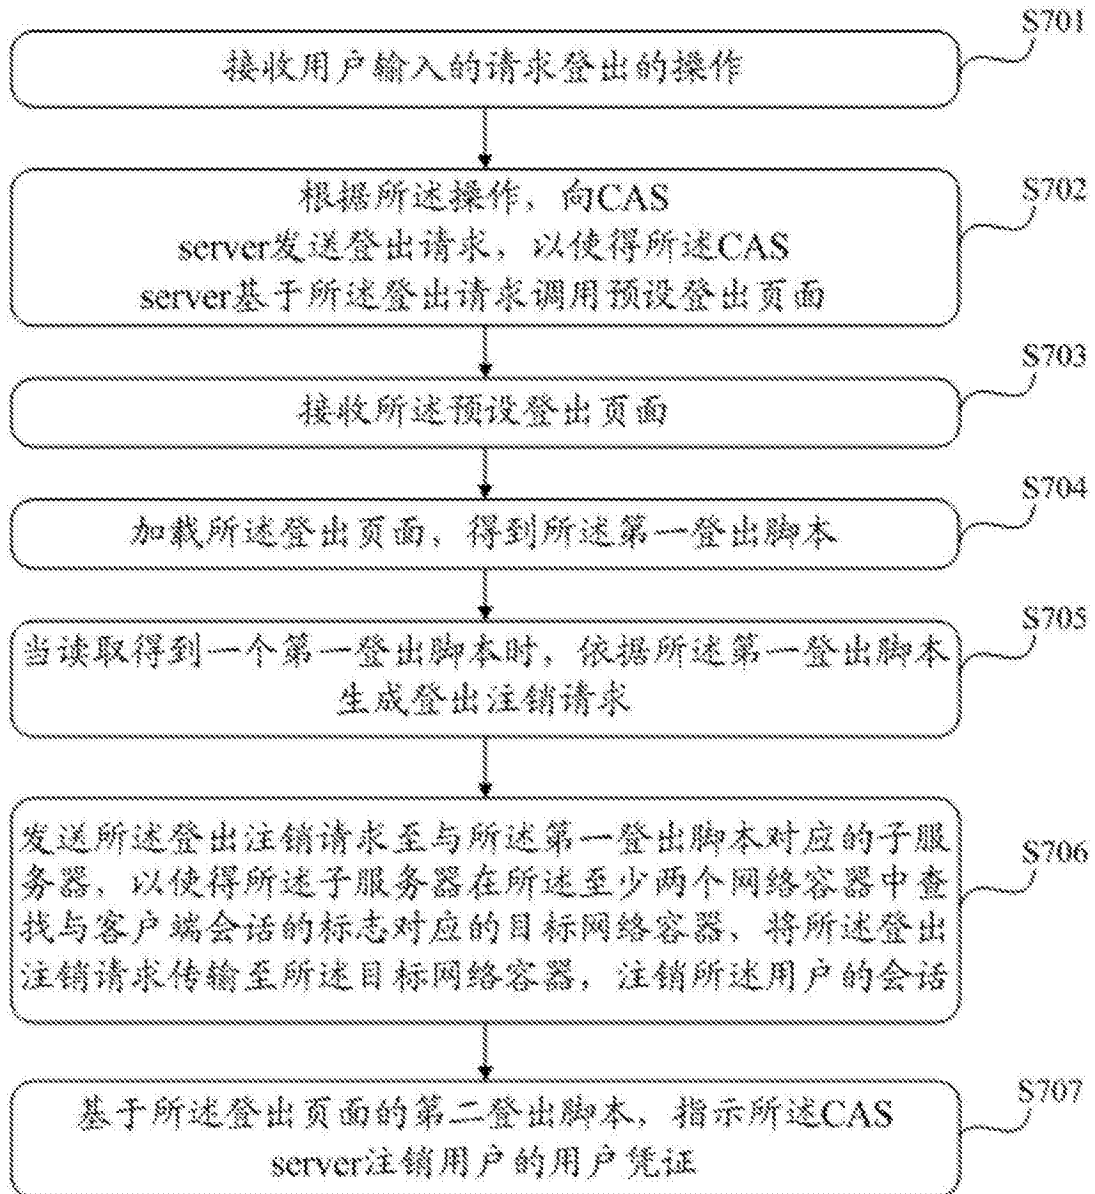 S701
接收用户输入的请求登出的操作
S702
根据所述操作，向CAS
server发送登出请求，以使得所述CAS
server基于所述登出请求调用预设登出页面
S703
接收所述预设登出页面
S704
加载所述登出页面，得到所述第一登出脚本
S705
当读取得到一个第一登出脚本时，依据所述第一登出脚本
生成登出注销请求
S706
发送所述登出注销请求至与所述第一登出脚本对应的子服
务器，以使得所述子服务器在所述至少两个网络容器中查
找与客户端会话的标志对应的目标网络容器，将所述登出
注销请求传输至所述目标网络容器，注销所述用户的会话
S707
基于所述登出页面的第二登出脚本，指示所述CAS
server注销用户的用户凭证